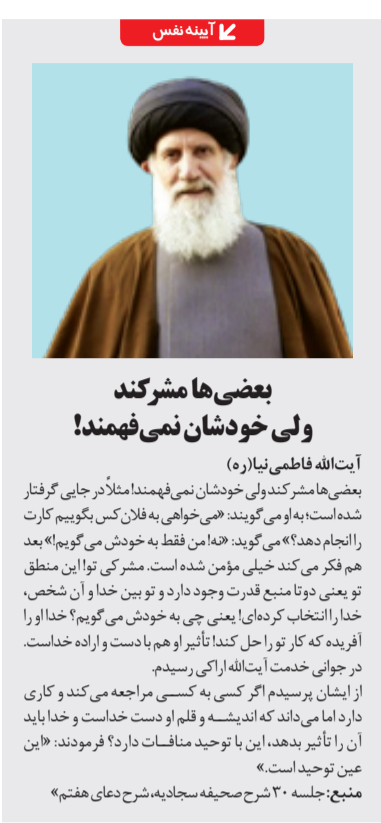 آیینه نفس
بعضی‌ها مشرکند
ولی خودشان نمی‌فهمند!
آیت‌الله فاطمی‌نیا(ره)
بعضی‌ها مشرکند ولی خودشان نمی‌فهمند! مثلاً در جایی گرفتار
شده است؛ به او می‌گویند: «می‌خواهی به فلان کس بگوییم کارت
را انجام دهد؟» می‌گوید: «نه! من فقط به خودش می‌گویم!» بعد
هم فکر می‌کند خیلی مؤمن شده است. مشرکی تو! این منطق
تو یعنی دو تا منبع قدرت وجود دارد و تو بین خدا و آن شخص،
خدا را انتخاب کرده‌ای! یعنی چی به خودش می‌گویم؟ خدا او را
آفریده که کار تو را حل کند! تأثیر او هم با دست و اراده خداست.
در جوانی خدمت آیت‌الله اراکی رسیدم.
از ایشان پرسیدم اگر کسی به کسی مراجعه می‌کند و کاری
دارد اما می‌داند که اندیشه و قلم او دست خداست و خدا باید
آن را تأثیر بدهد، این با توحید منافات دارد؟ فرمودند: «این
عین توحید است.»
منبع: جلسه ۳۰ شرح صحیفه سجادیه، شرح دعای هفتم»